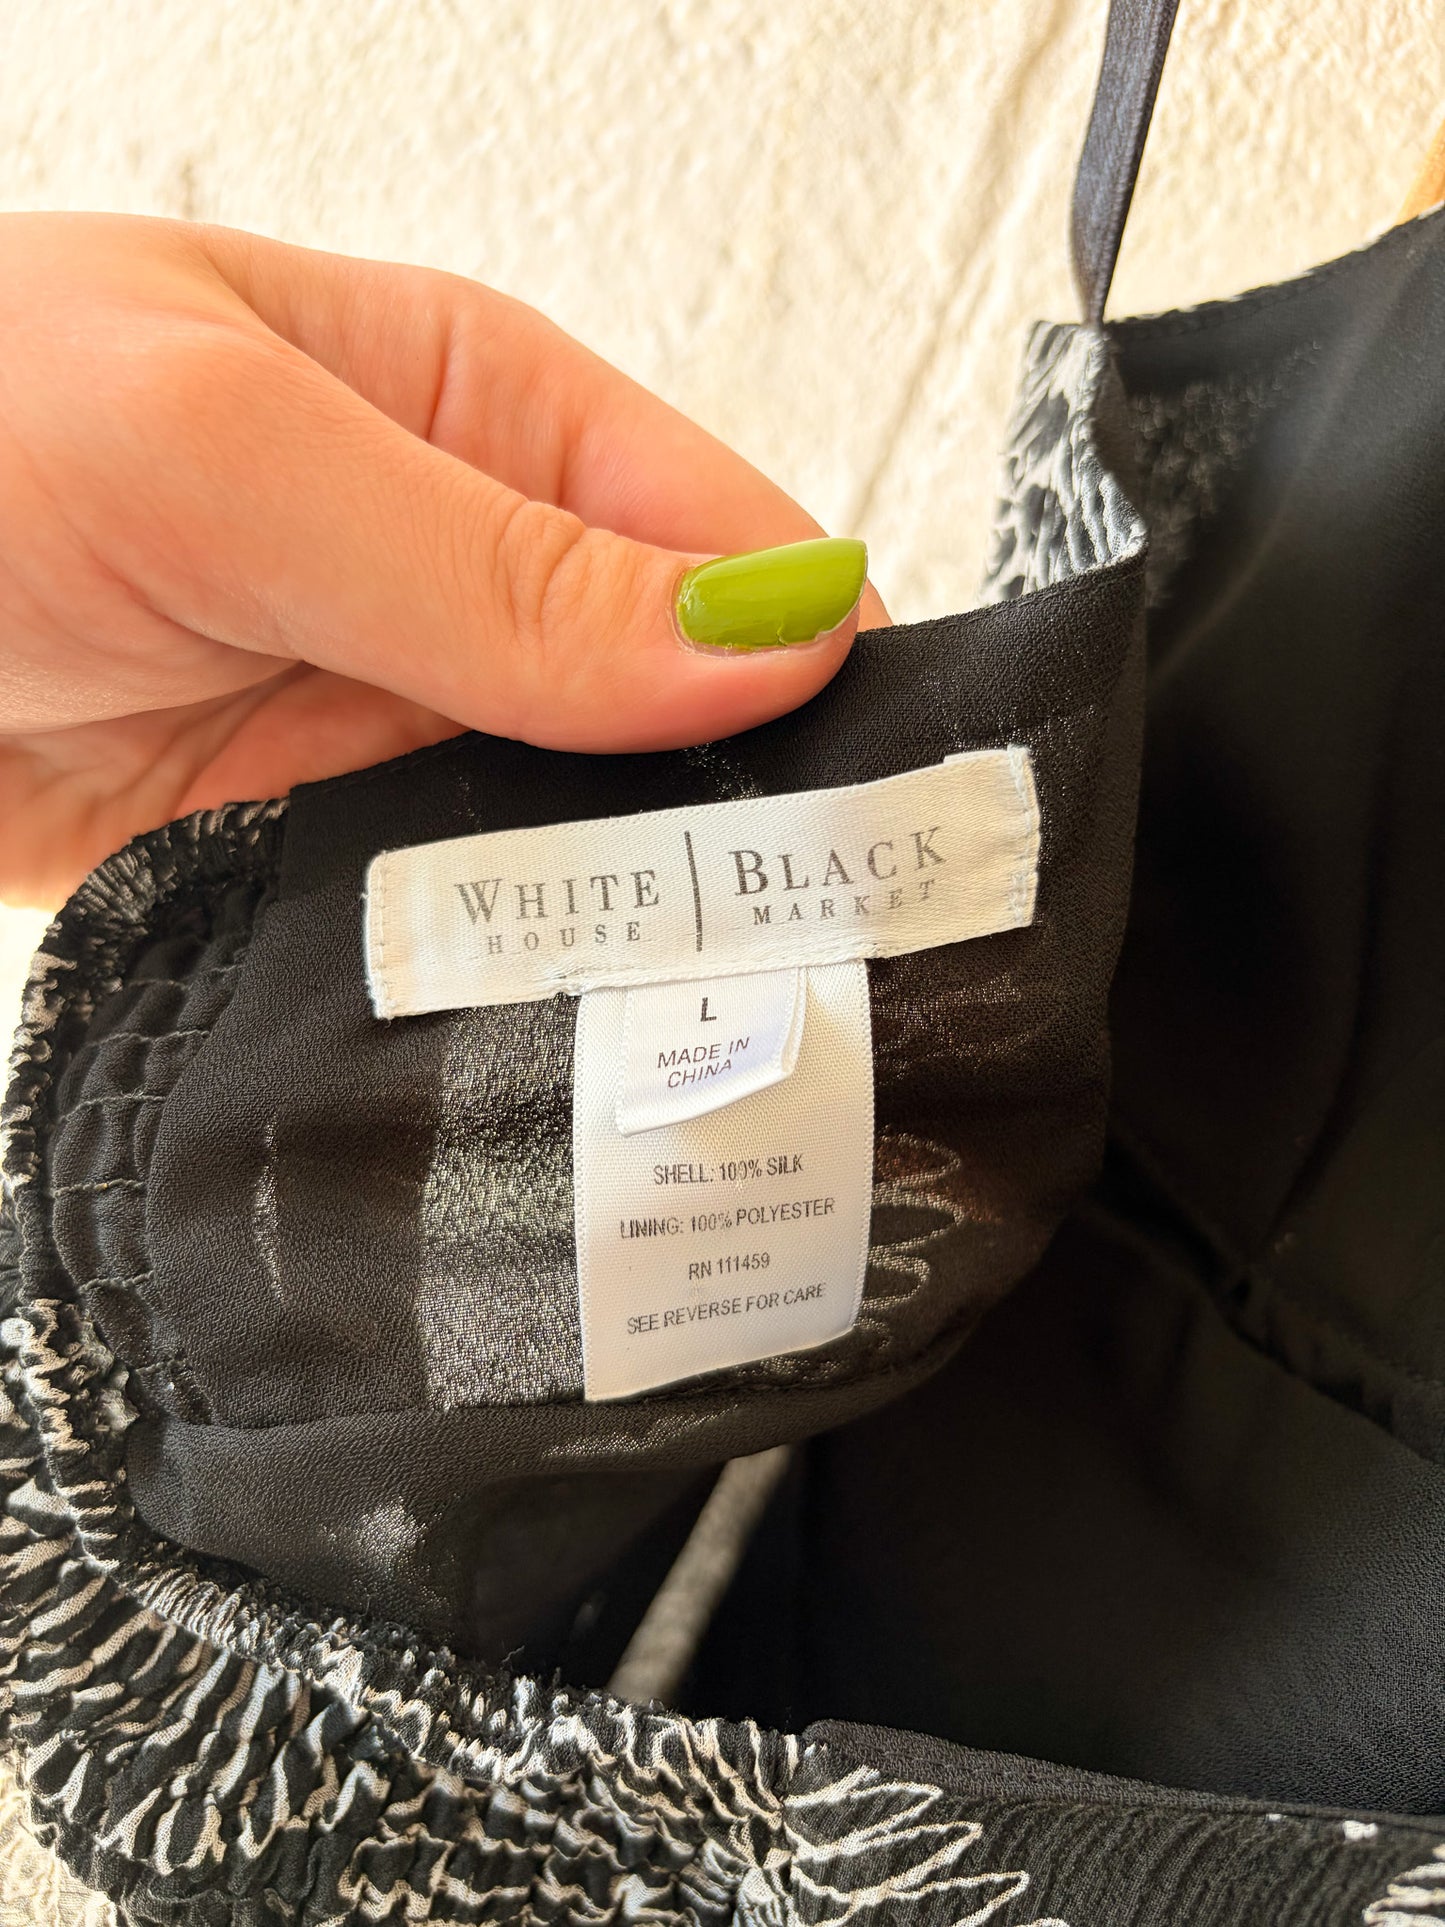 WHITE | BLACK
HOUSE | MARKET
L
MADE IN
CHINA
SHELL: 100% SILK
LINING: 100% POLYESTER
RN 111459
SEE REVERSE FOR CARE